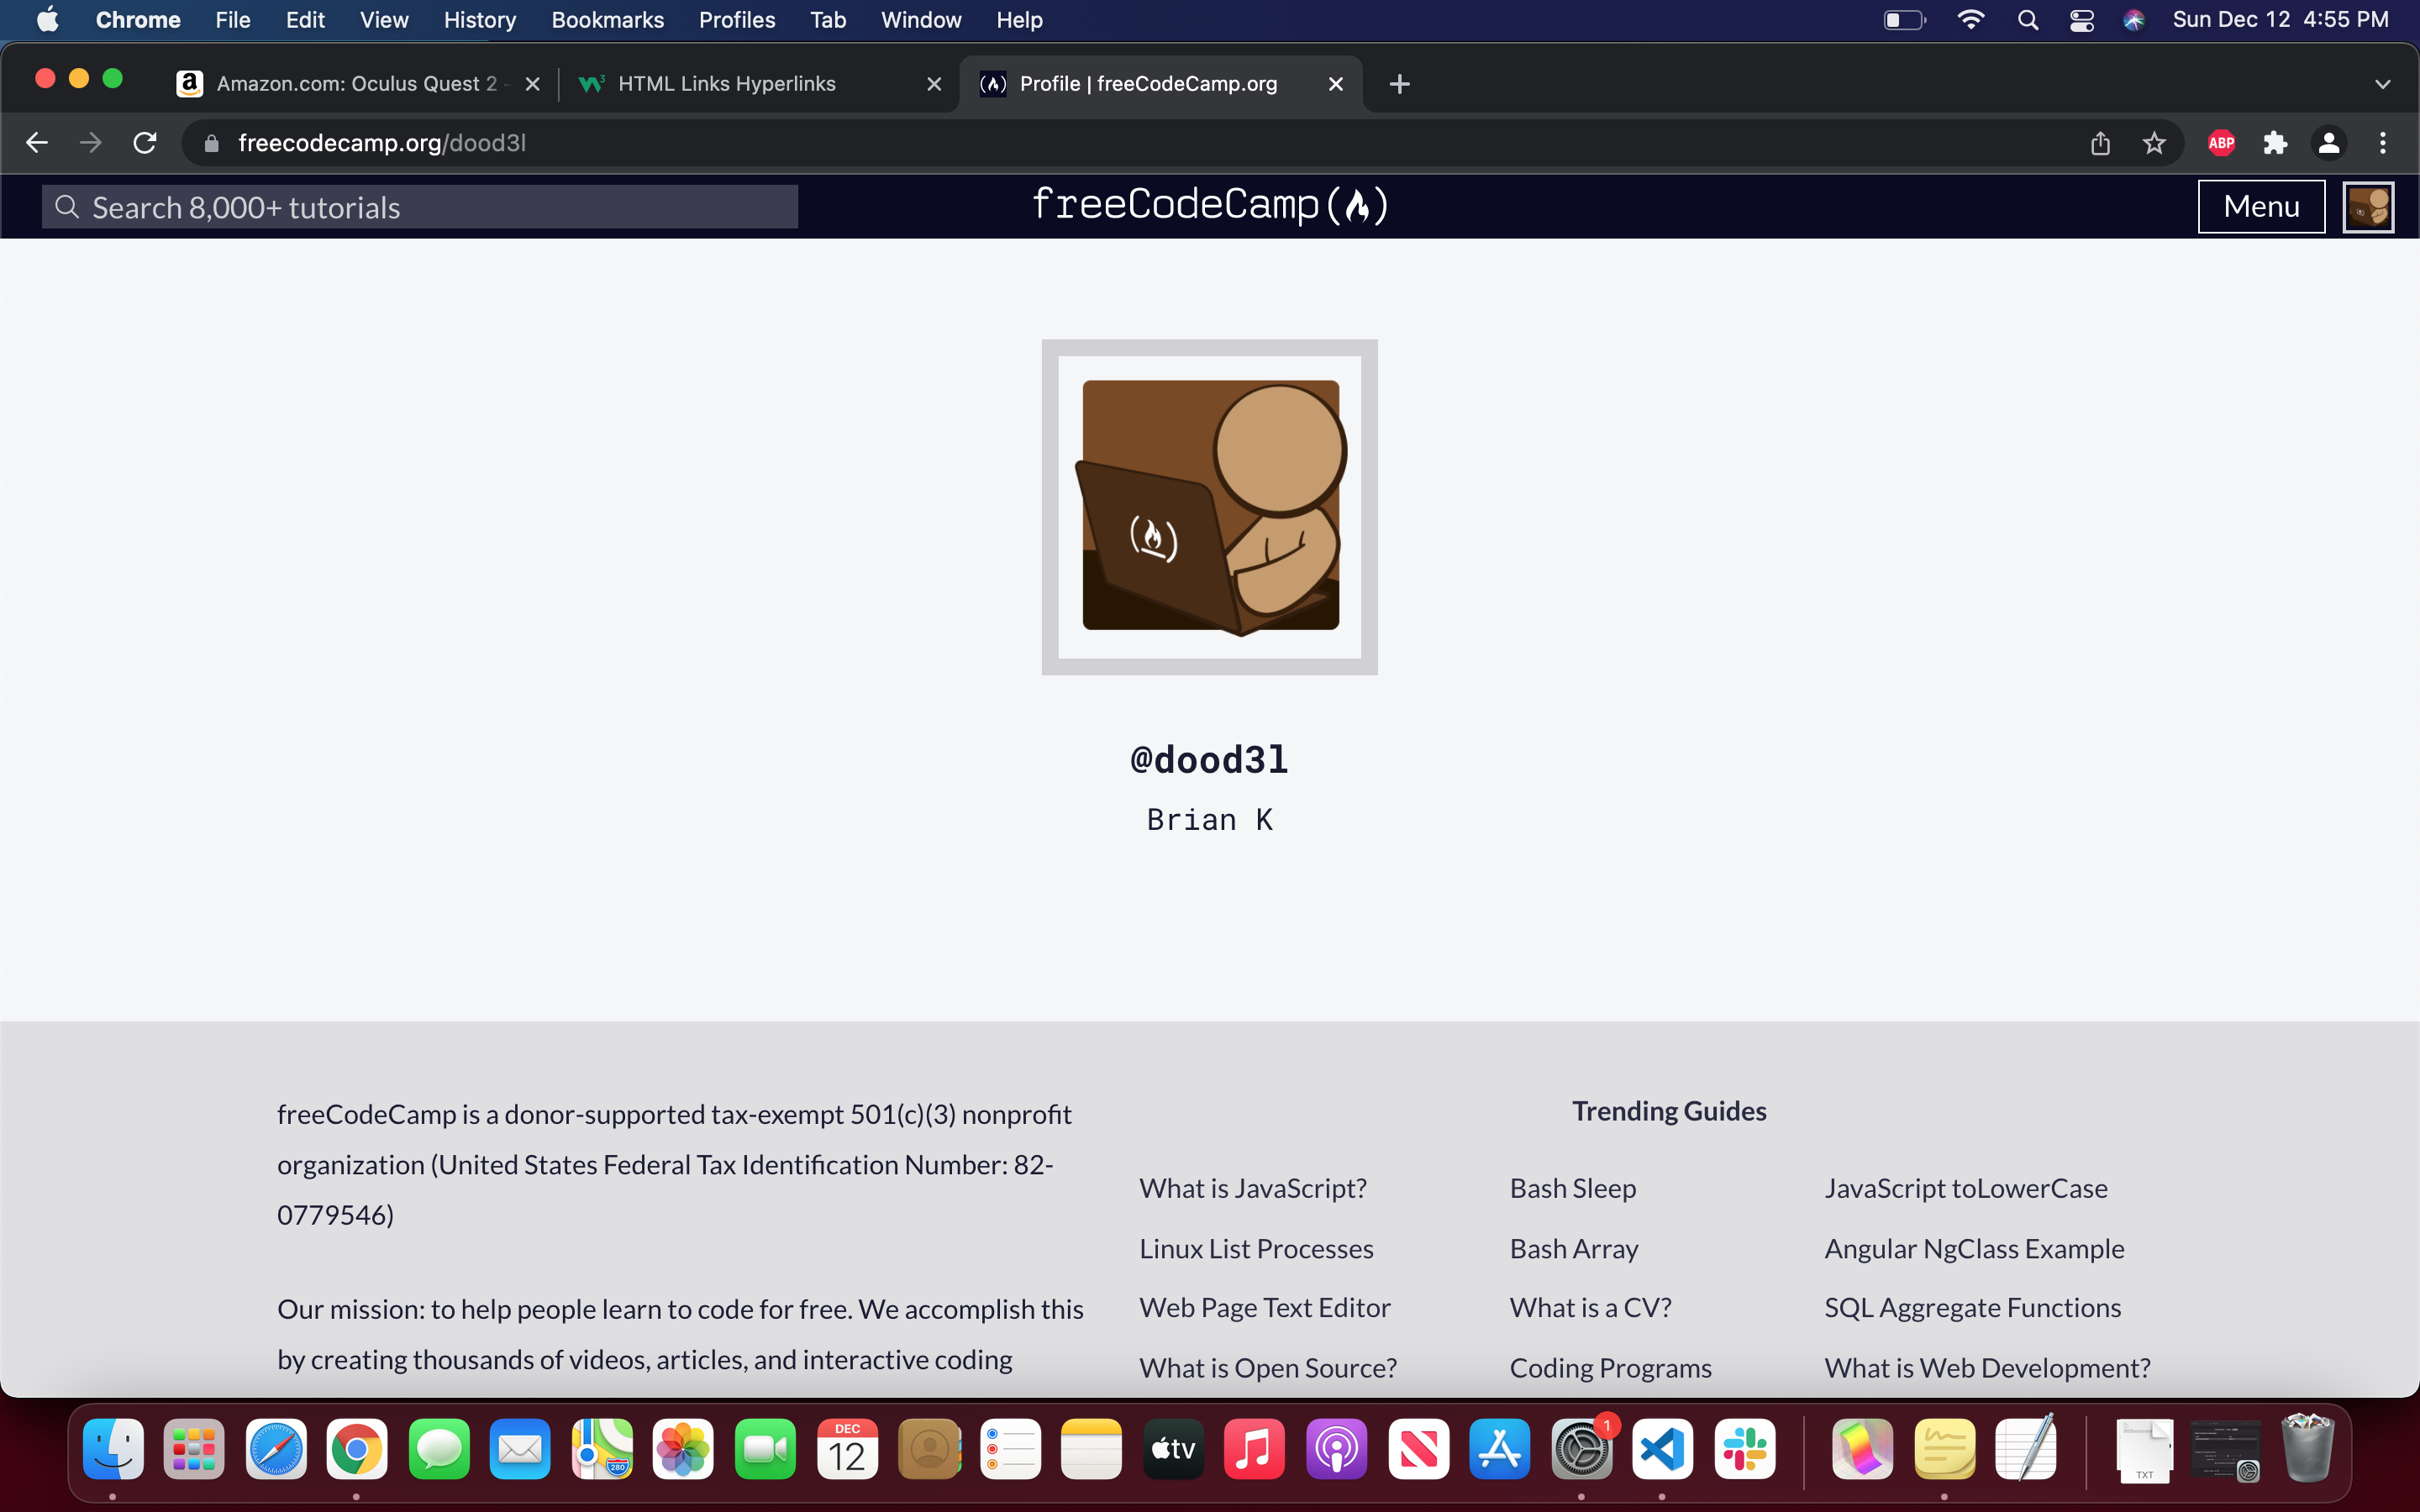 Chrome File Edit View History Bookmarks Profiles Tab Window Help Sun Dec 12 4:55 PM
Amazon.com: Oculus Quest 2 - HTML Links Hyperlinks Profile | freeCodeCamp.org
freecodecamp.org/dood3l ABP
Search 8,000+ tutorials freeCodeCamp Menu
@dood3l
Brian K
freeCodeCamp is a donor-supported tax-exempt 501(c)(3) nonprofit
organization (United States Federal Tax Identification Number: 82-
0779546)
Our mission: to help people learn to code for free. We accomplish this
by creating thousands of videos, articles, and interactive coding
Trending Guides
What is JavaScript?
Linux List Processes
Web Page Text Editor
What is Open Source?
Bash Sleep
Bash Array
What is a CV?
Coding Programs
JavaScript toLowerCase
Angular NgClass Example
SQL Aggregate Functions
What is Web Development?
280
DEC
12
tv
1
TXT